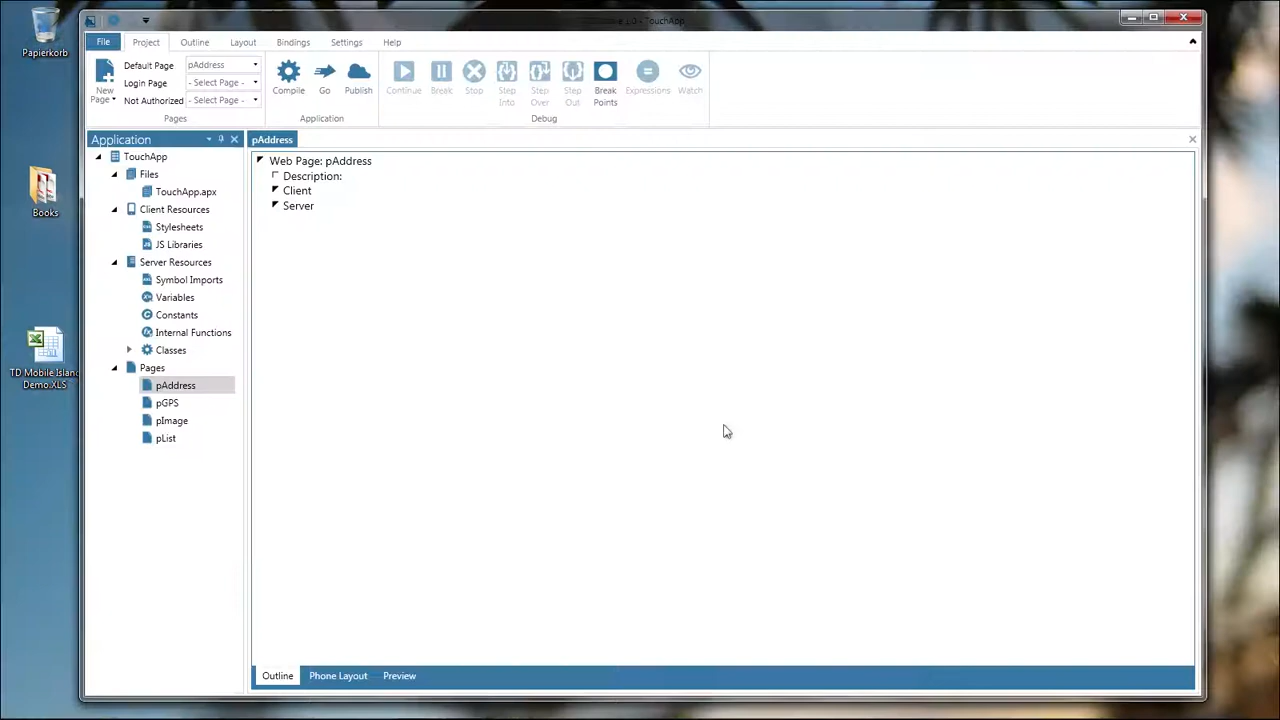 Papierkorb
Books
TD Mobile Island
Demo.XLS
TouchApp
File Project Outline Layout Bindings Settings Help
New
Page
Default Page pAddress
Login Page - Select Page -
Not Authorized - Select Page -
Pages
Compile Go Publish
Application
Continue Break Stop Step Into Step Over Step Out Break Points Expressions Watch
Debug
Application
TouchApp
Files
TouchApp.apx
Client Resources
Stylesheets
JS Libraries
Server Resources
Symbol Imports
Variables
Constants
Internal Functions
Classes
Pages
pAddress
pGPS
pImage
pList
pAddress
Web Page: pAddress
Description:
Client
Server
Outline Phone Layout Preview